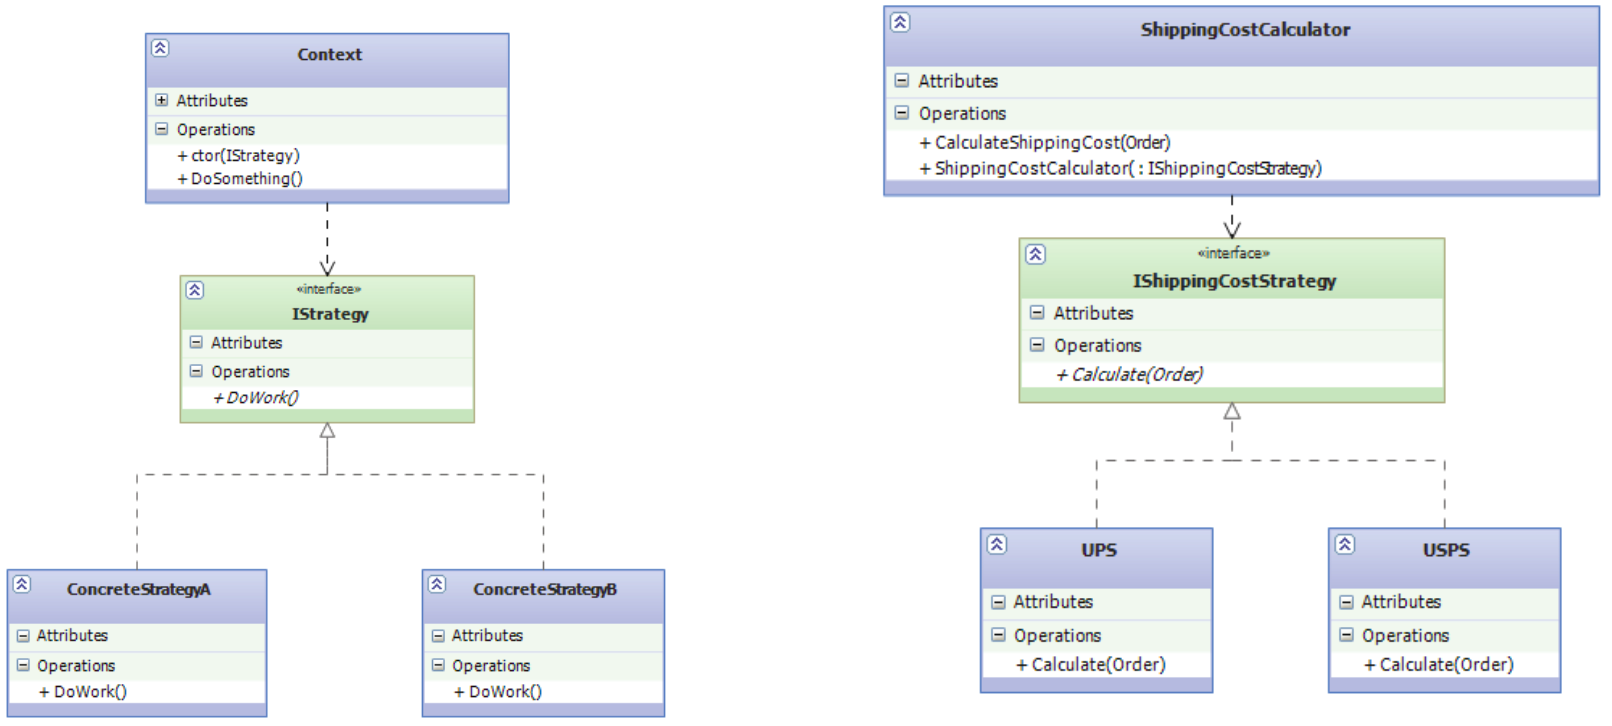 Context
Attributes
Operations
+ ctor(IStrategy)
+ DoSomething()
«interface»
IStrategy
Attributes
Operations
+ DoWork()
ConcreteStrategyA
Attributes
Operations
+ DoWork()
ConcreteStrategyB
Attributes
Operations
+ DoWork()
ShippingCostCalculator
Attributes
Operations
+ CalculateShippingCost(Order)
+ ShippingCostCalculator( : IShippingCostStrategy)
«interface»
IShippingCostStrategy
Attributes
Operations
+ Calculate(Order)
UPS
Attributes
Operations
+ Calculate(Order)
USPS
Attributes
Operations
+ Calculate(Order)